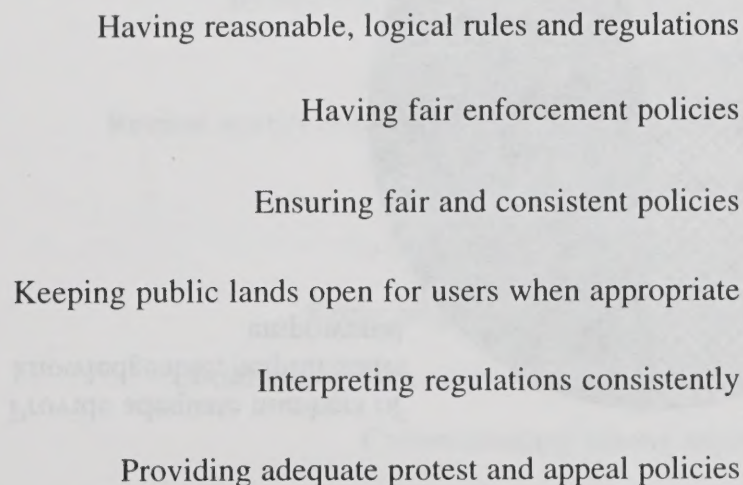 Having reasonable, logical rules and regulations
Having fair enforcement policies
Ensuring fair and consistent policies
Keeping public lands open for users when appropriate
Interpreting regulations consistently
Providing adequate protest and appeal policies